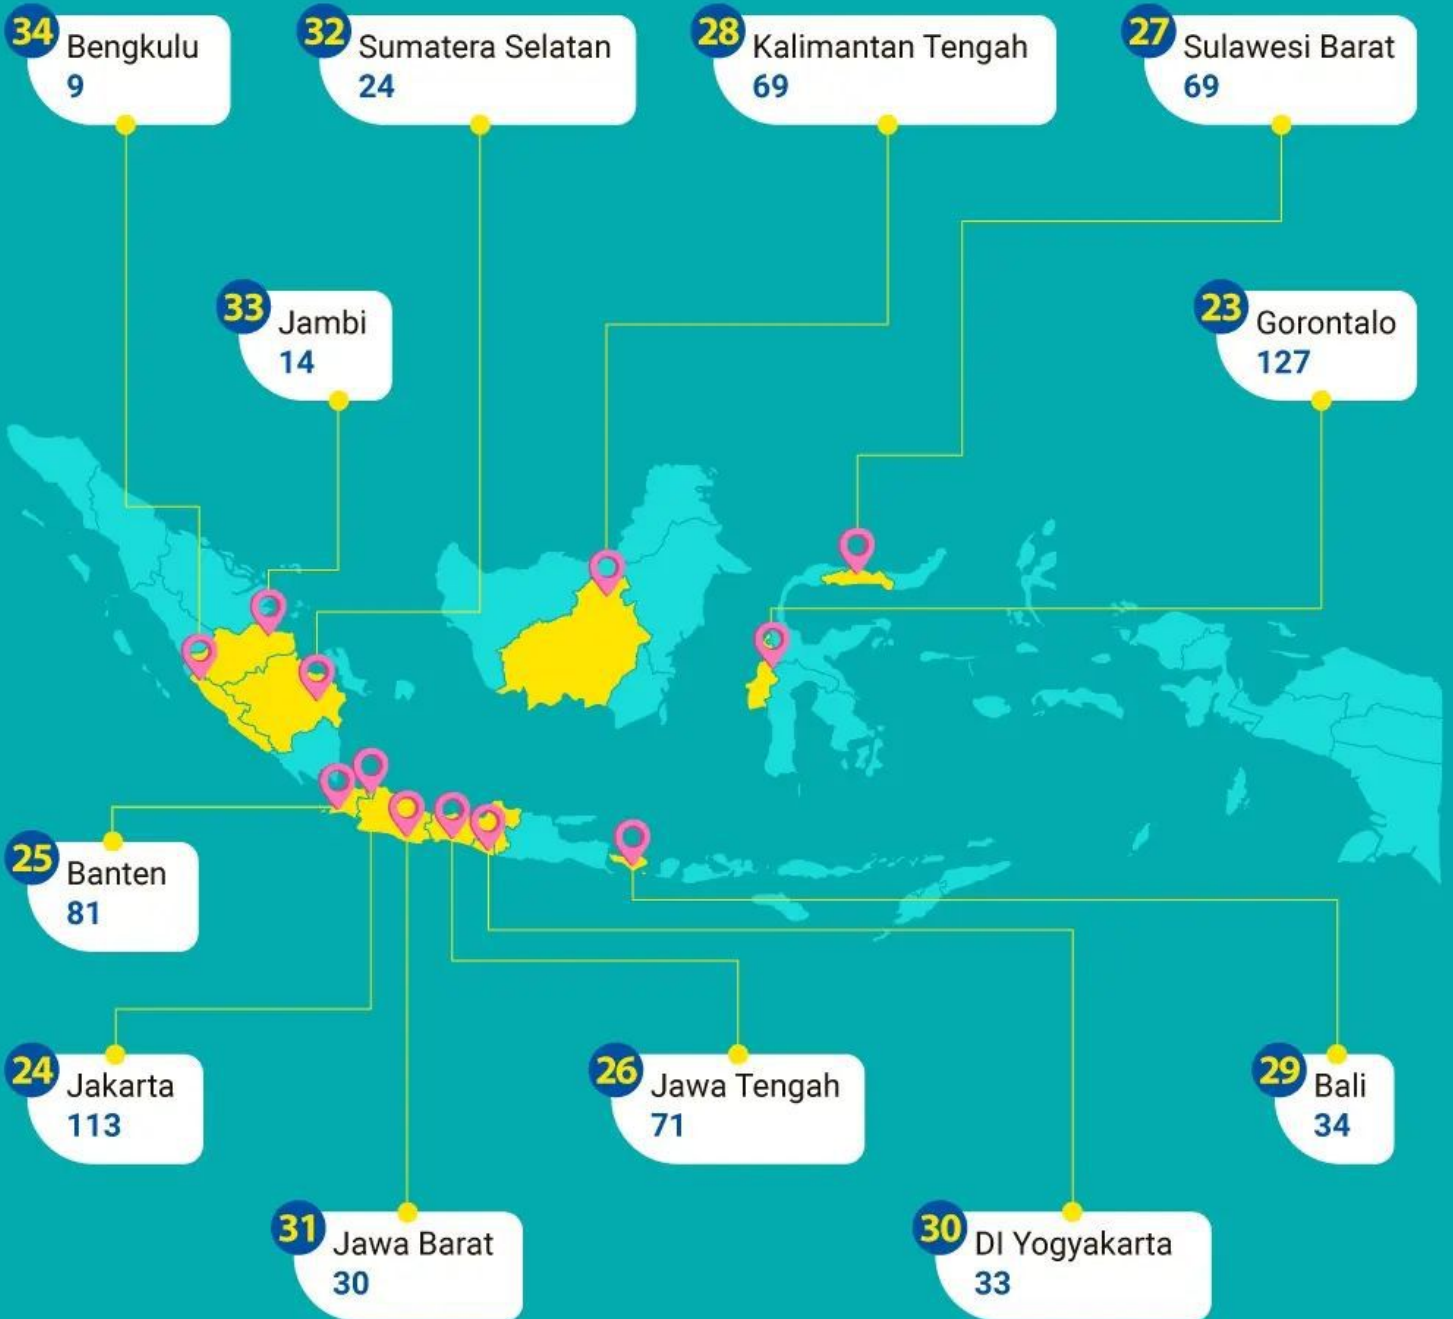 34
Bengkulu
9
32
Sumatera Selatan
24
28
Kalimantan Tengah
69
27
Sulawesi Barat
69
33
Jambi
14
23
Gorontalo
127
25
Banten
81
24
Jakarta
113
26
Jawa Tengah
71
29
Bali
34
31
Jawa Barat
30
30
DI Yogyakarta
33